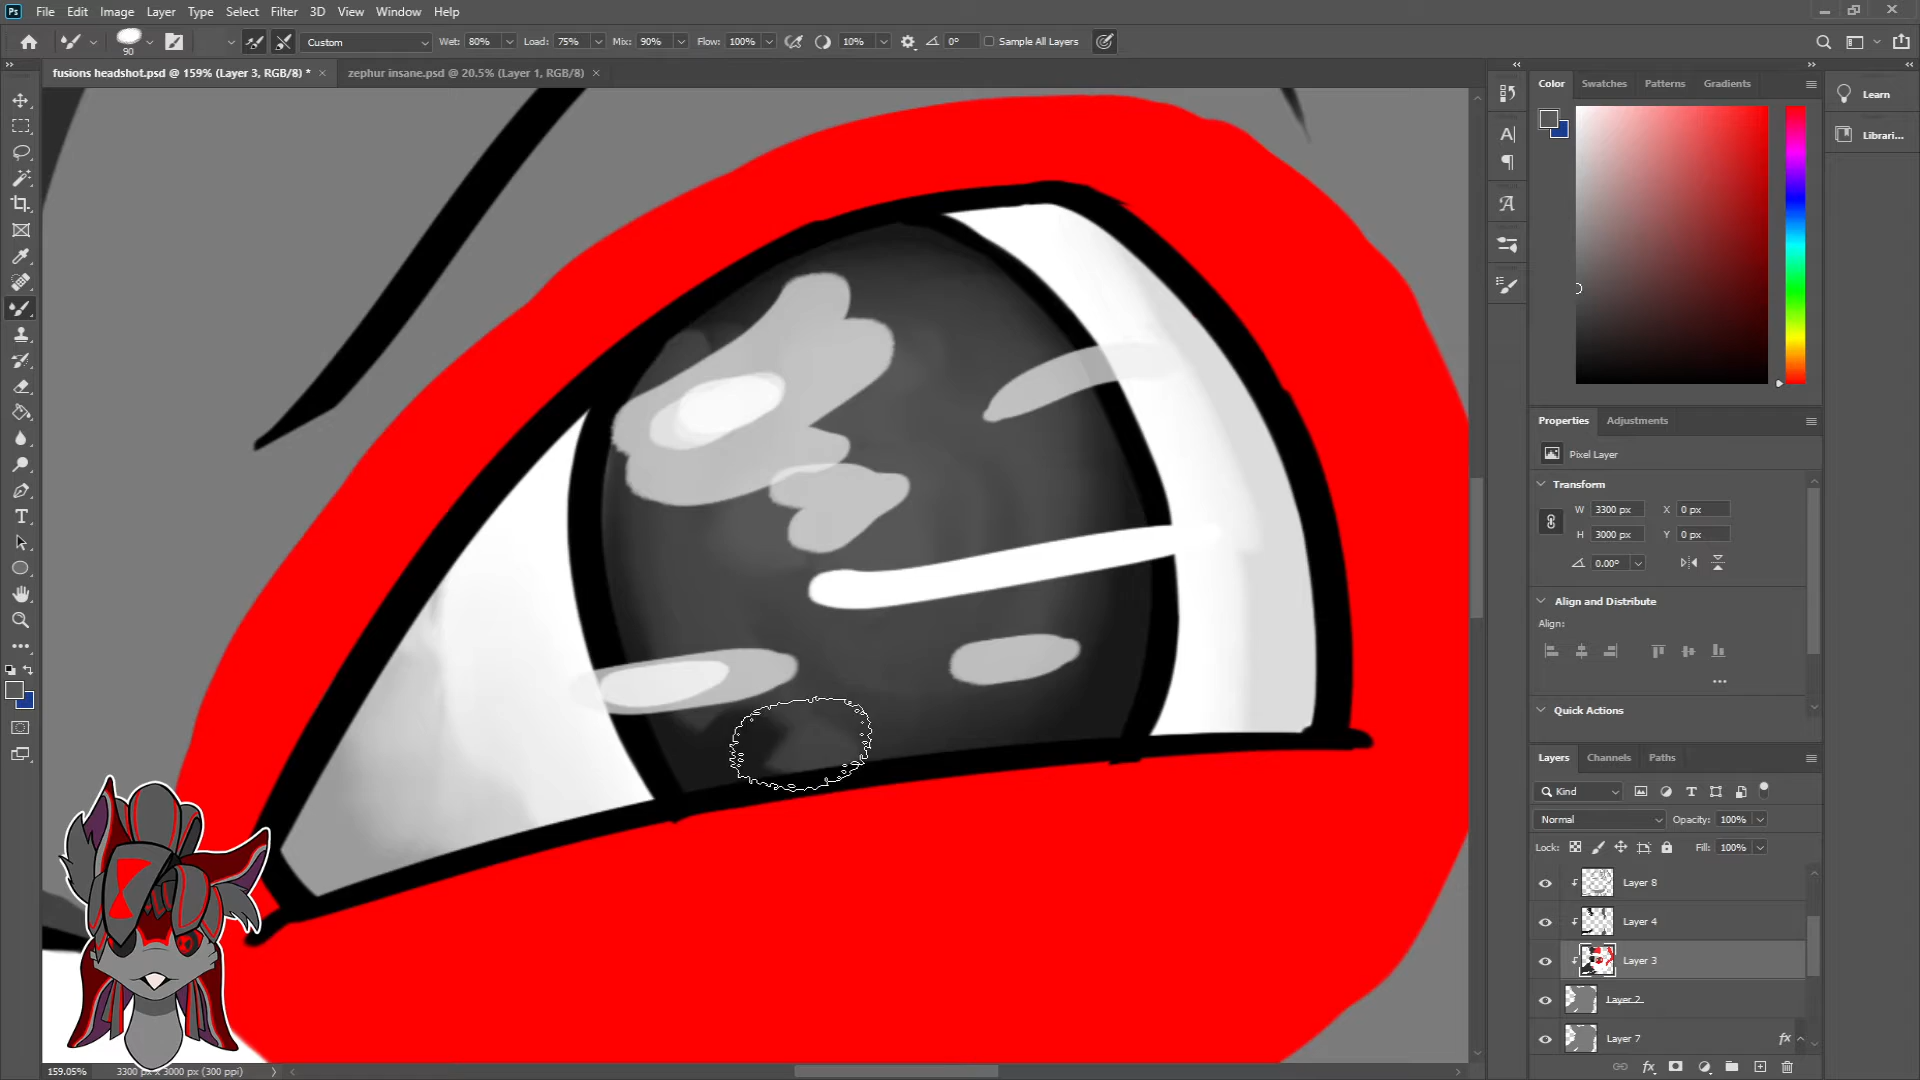 Ps File Edit Image Layer Type Select Filter 3D View Window Help
90 Custom Wet: 80% Load: 75% Mix: 90% Flow: 100% 10% 0° Sample All Layers
fusions headshot.psd @ 159% (Layer 3, RGB/8) * × zephur insane.psd @ 20.5% (Layer 1, RGB/8) ×
Color Swatches Patterns Gradients
Learn
Librari...
Properties Adjustments
Pixel Layer
Transform
W 3300 px X 0 px
H 3000 px Y 0 px
0.00°
Align and Distribute
Align:
...
Quick Actions
Layers Channels Paths
Kind
Normal Opacity: 100%
Lock: Fill: 100%
Layer 8
Layer 4
Layer 3
Layer 2
Layer 7 fx
fx
159.05% 3300 px x 3000 px (300 ppi)